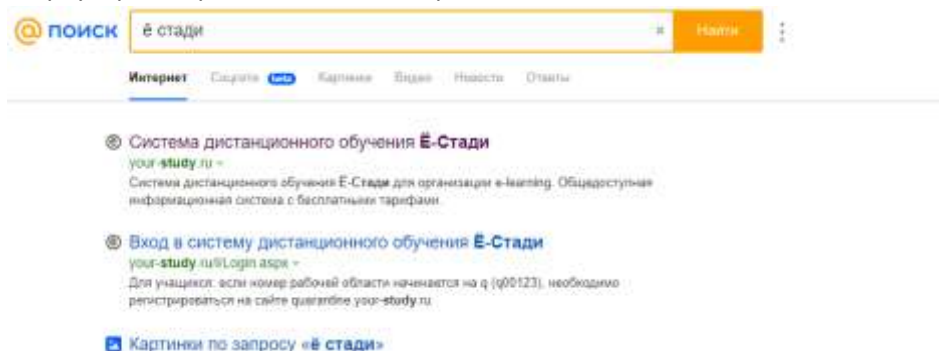 @ ПОИСК ё стади × Найти
Интернет Соцсети beta Картинки Видео Новости Ответы
Система дистанционного обучения Ё-Стади
your-study.ru
Система дистанционного обучения Ё-Стади для организации e-learning. Общедоступная
информационная система с бесплатными тарифами.
Вход в систему дистанционного обучения Ё-Стади
your-study.ru/l/Login.aspx
Для учащихся: если номер рабочей области начинается на q (q00123), необходимо
регистрироваться на сайте quarantine.your-study.ru
Картинки по запросу «ё стади»